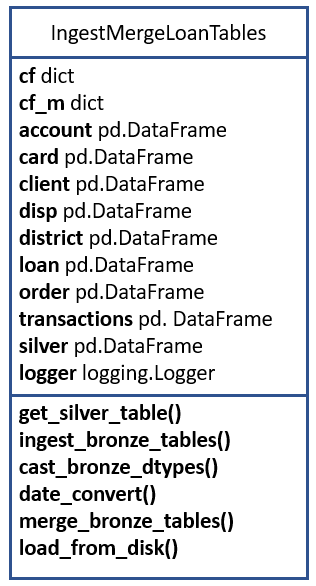 IngestMergeLoanTables
cf dict
cf_m dict
account pd.DataFrame
card pd.DataFrame
client pd.DataFrame
disp pd.DataFrame
district pd.DataFrame
loan pd.DataFrame
order pd.DataFrame
transactions pd. DataFrame
silver pd.DataFrame
logger logging.Logger
get_silver_table()
ingest_bronze_tables()
cast_bronze_dtypes()
date_convert()
merge_bronze_tables()
load_from_disk()